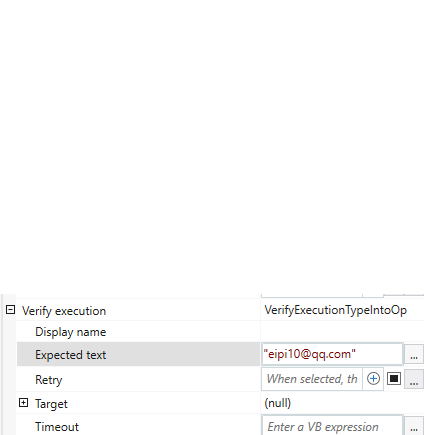 Verify execution VerifyExecutionTypeIntoOp
Display name
Expected text "eipi10@qq.com" ...
Retry When selected, th ...
Target (null)
Timeout Enter a VB expression ...